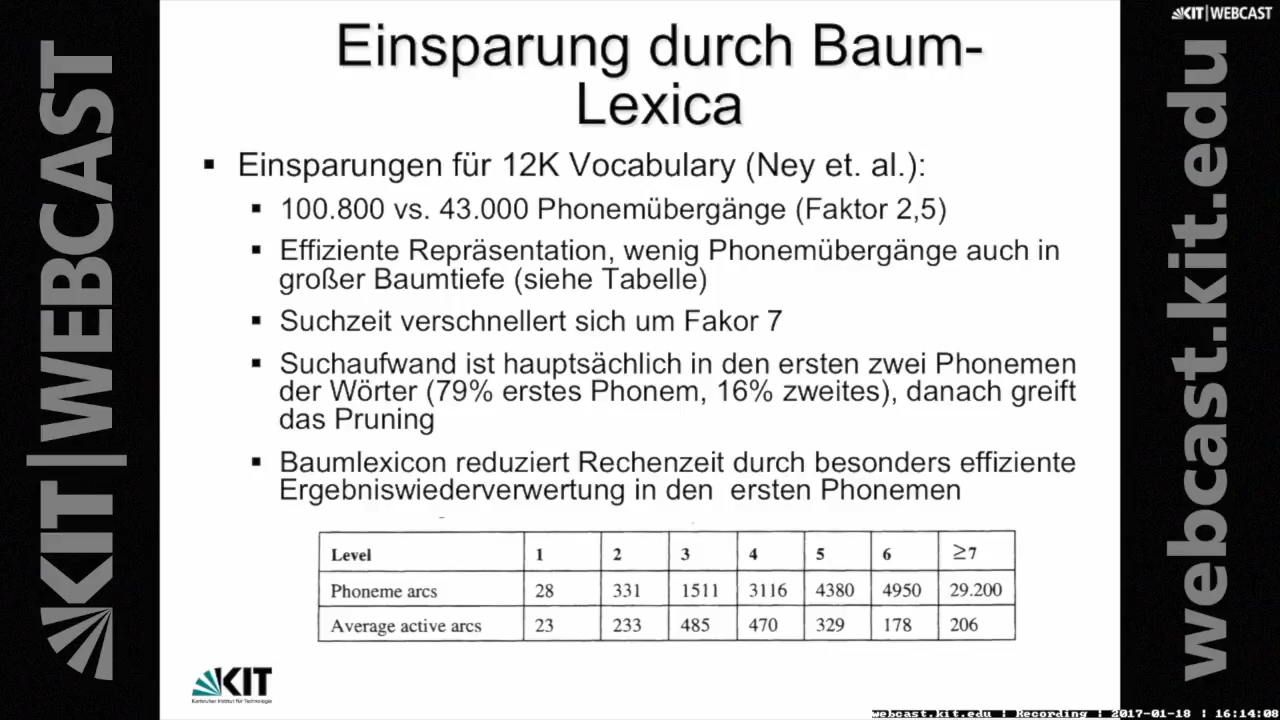 KIT|WEBCAST
Einsparung durch Baum-
Lexica
▪ Einsparungen für 12K Vocabulary (Ney et. al.):
▪ 100.800 vs. 43.000 Phonemübergänge (Faktor 2,5)
▪ Effiziente Repräsentation, wenig Phonemübergänge auch in
großer Baumtiefe (siehe Tabelle)
▪ Suchzeit verschnellert sich um Fakor 7
▪ Suchaufwand ist hauptsächlich in den ersten zwei Phonemen
der Wörter (79% erstes Phonem, 16% zweites), danach greift
das Pruning
▪ Baumlexicon reduziert Rechenzeit durch besonders effiziente
Ergebniswiederverwertung in den ersten Phonemen
Level 1 2 3 4 5 6 ≥7
Phoneme arcs 28 331 1511 3116 4380 4950 29.200
Average active arcs 23 233 485 470 329 178 206
KIT
Karlsruher Institut für Technologie
KIT|WEBCAST
webcast.kit.edu
webcast.kit.edu | Recording | 2017-01-18 | 16:14:08